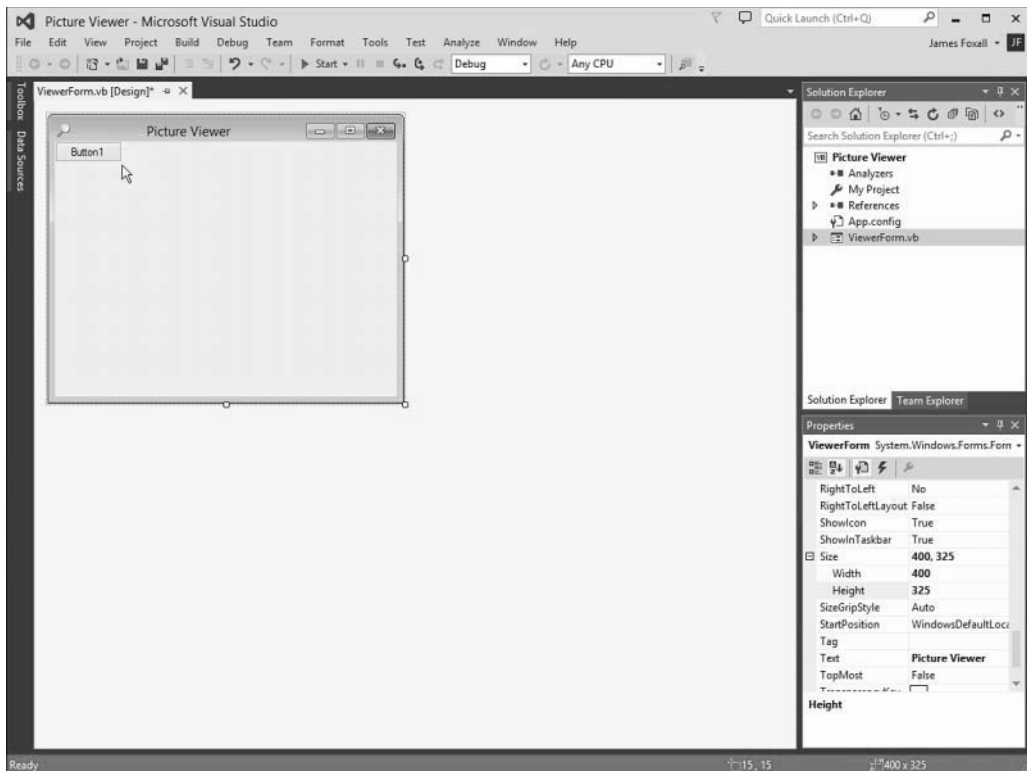 Picture Viewer - Microsoft Visual Studio
Quick Launch (Ctrl+Q)
File Edit View Project Build Debug Team Format Tools Test Analyze Window Help
James Foxall JF
Start Debug Any CPU
Toolbox
Data Sources
ViewerForm.vb [Design]*
Picture Viewer
Button1
Solution Explorer
Search Solution Explorer (Ctrl+;)
VB Picture Viewer
Analyzers
My Project
References
App.config
ViewerForm.vb
Solution Explorer Team Explorer
Properties
ViewerForm System.Windows.Forms.Form
RightToLeft No
RightToLeftLayout False
ShowIcon True
ShowInTaskbar True
Size 400, 325
Width 400
Height 325
SizeGripStyle Auto
StartPosition WindowsDefaultLoca
Tag
Text Picture Viewer
TopMost False
Height
Ready
15, 15
400 x 325